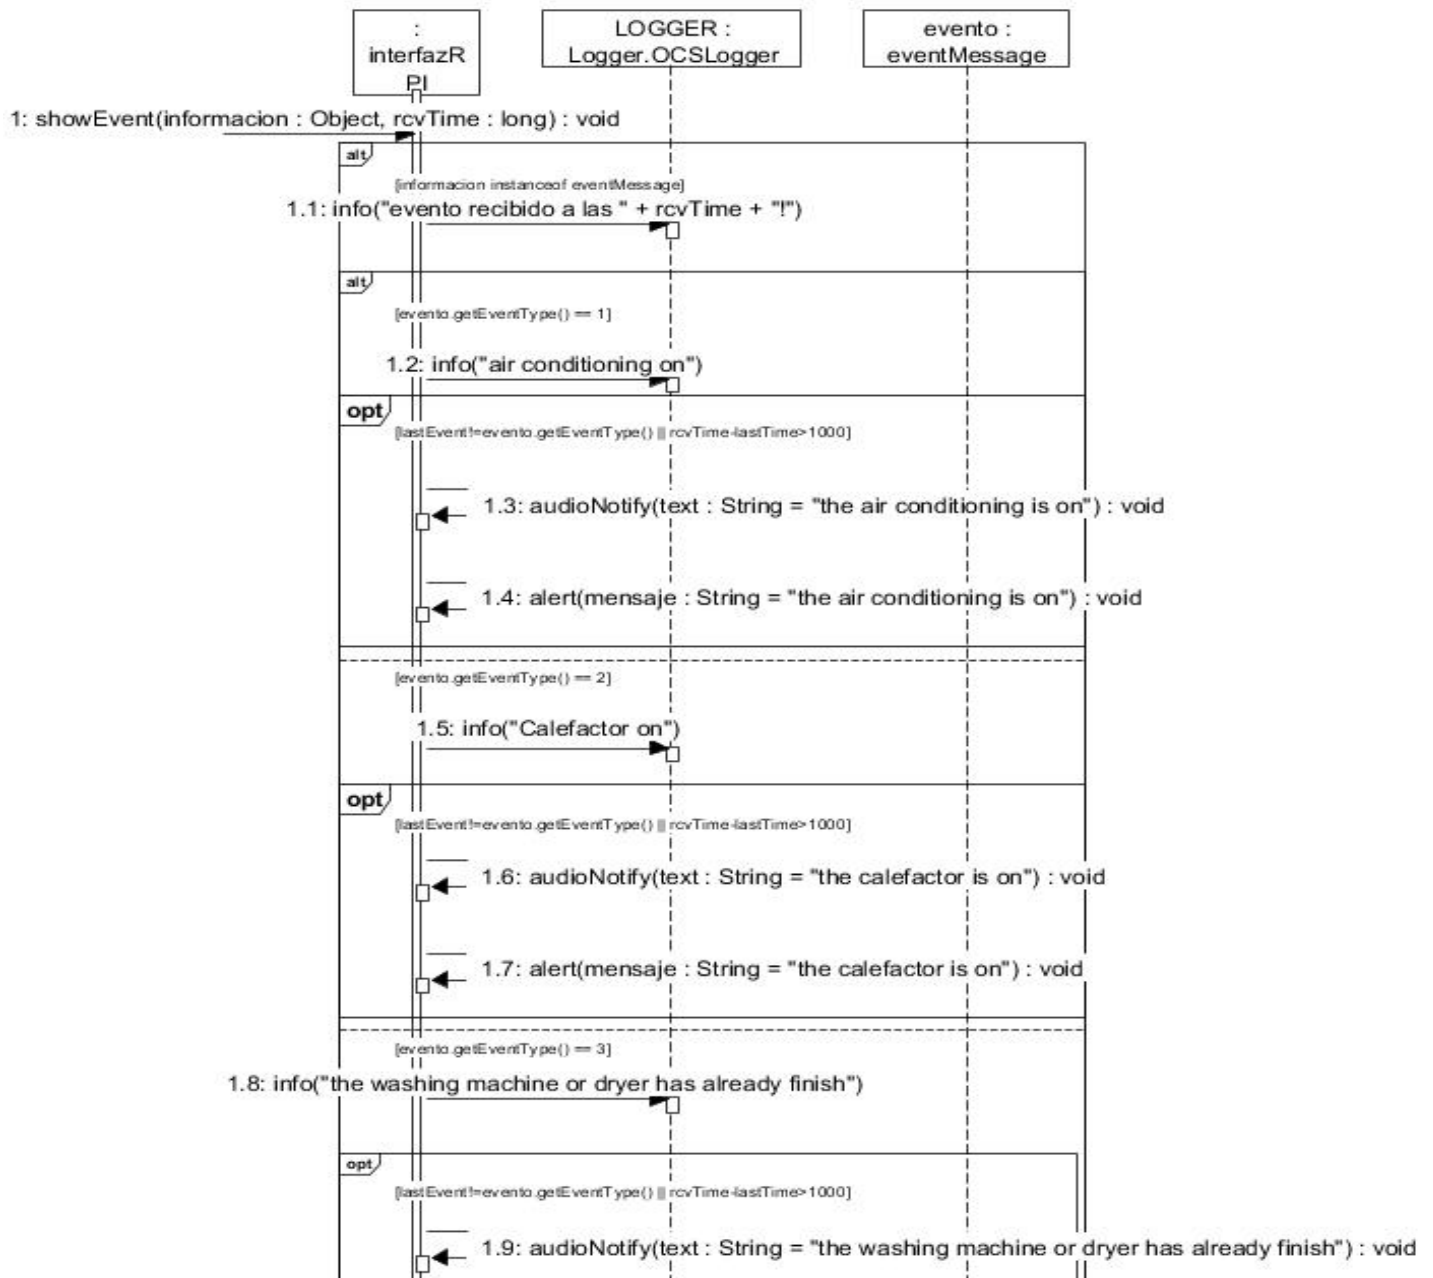 :
interfazR
PI
LOGGER :
Logger.OCSLogger
evento :
eventMessage
1: showEvent(informacion : Object, rcvTime : long) : void
alt
[informacion instanceof eventMessage]
1.1: info("evento recibido a las " + rcvTime + "!")
alt
[evento.getEventType() == 1]
1.2: info("air conditioning on")
opt
[lastEvent!=evento.getEventType() || rcvTime-lastTime>1000]
1.3: audioNotify(text : String = "the air conditioning is on") : void
1.4: alert(mensaje : String = "the air conditioning is on") : void
[evento.getEventType() == 2]
1.5: info("Calefactor on")
opt
[lastEvent!=evento.getEventType() || rcvTime-lastTime>1000]
1.6: audioNotify(text : String = "the calefactor is on") : void
1.7: alert(mensaje : String = "the calefactor is on") : void
[evento.getEventType() == 3]
1.8: info("the washing machine or dryer has already finish")
opt
[lastEvent!=evento.getEventType() || rcvTime-lastTime>1000]
1.9: audioNotify(text : String = "the washing machine or dryer has already finish") : void